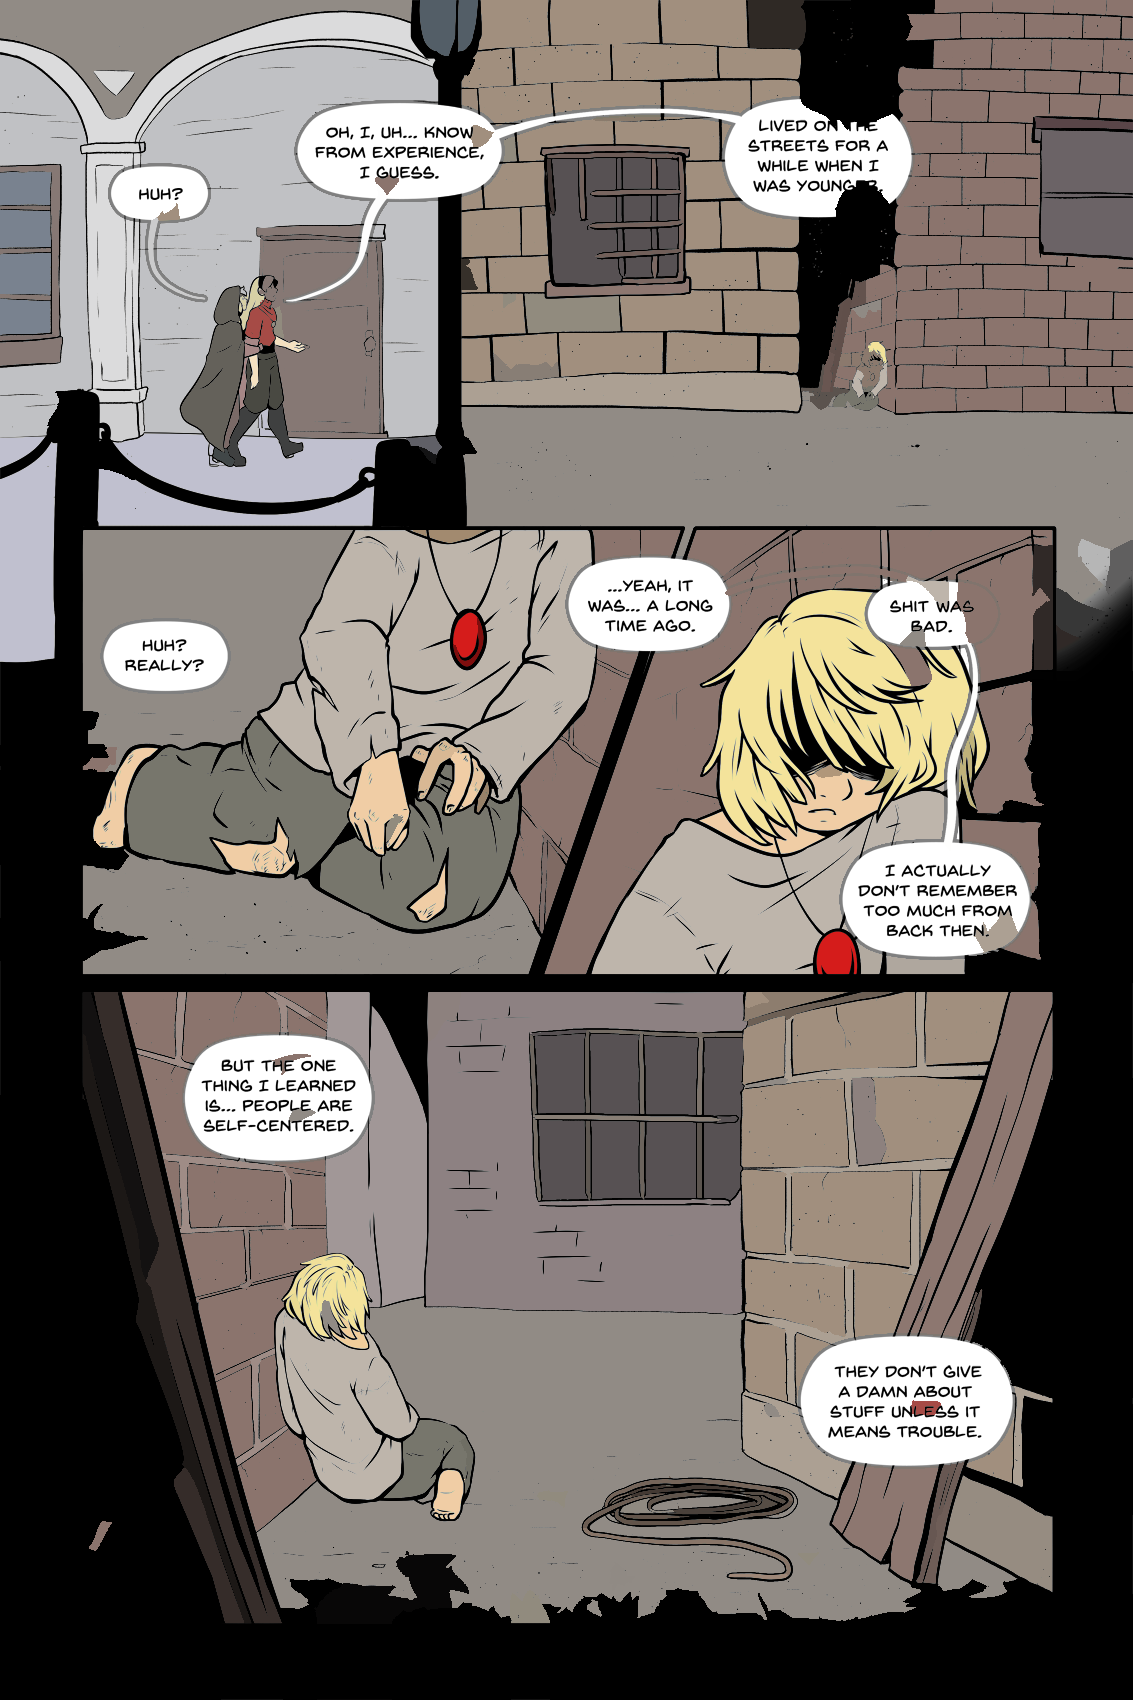 HUH?
OH, I, UH... KNOW
FROM EXPERIENCE,
I GUESS.
LIVED ON THE
STREETS FOR A
WHILE WHEN I
WAS YOUNGER.
HUH?
REALLY?
...YEAH, IT
WAS... A LONG
TIME AGO.
SHIT WAS
BAD.
I ACTUALLY
DON'T REMEMBER
TOO MUCH FROM
BACK THEN.
BUT THE ONE
THING I LEARNED
IS... PEOPLE ARE
SELF-CENTERED.
THEY DON'T GIVE
A DAMN ABOUT
STUFF UNLESS IT
MEANS TROUBLE.